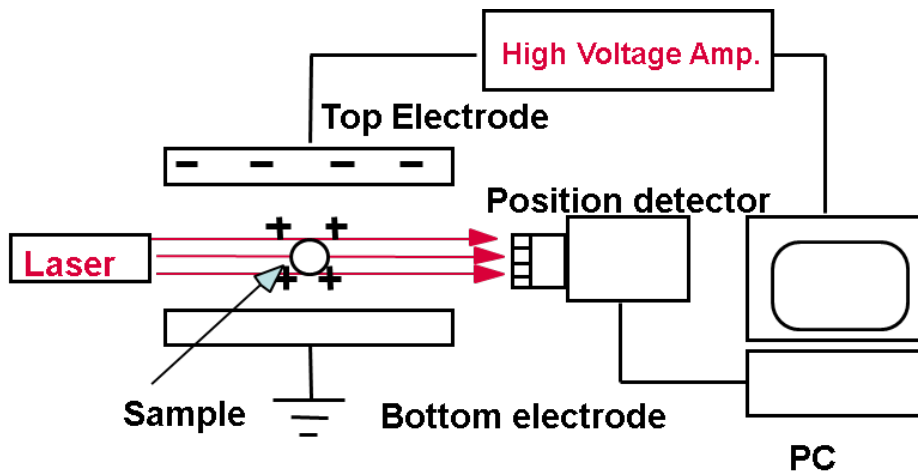 High Voltage Amp.
Top Electrode
− − − −
Position detector
+ +
Laser
+ +
Sample
Bottom electrode
PC